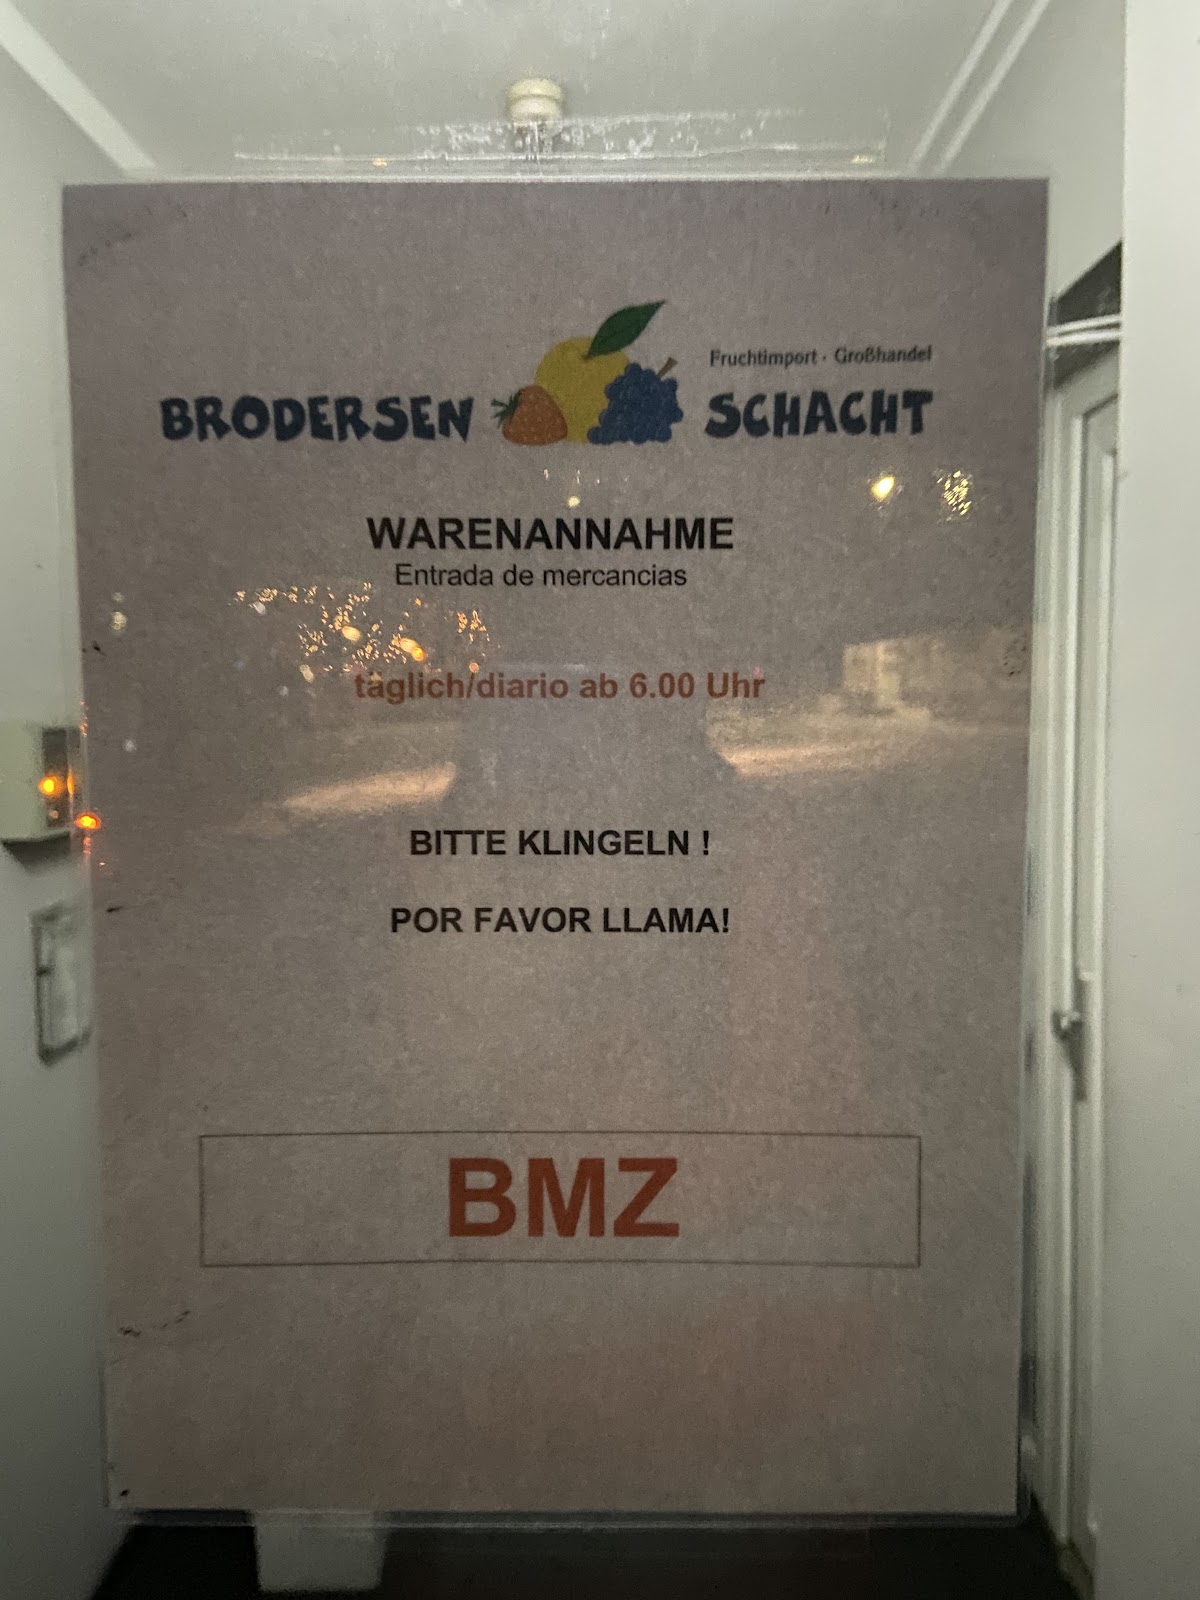 Fruchtimport · Großhandel
BRODERSEN SCHACHT
WARENANNAHME
Entrada de mercancias
täglich/diario ab 6.00 Uhr
BITTE KLINGELN !
POR FAVOR LLAMA!
BMZ